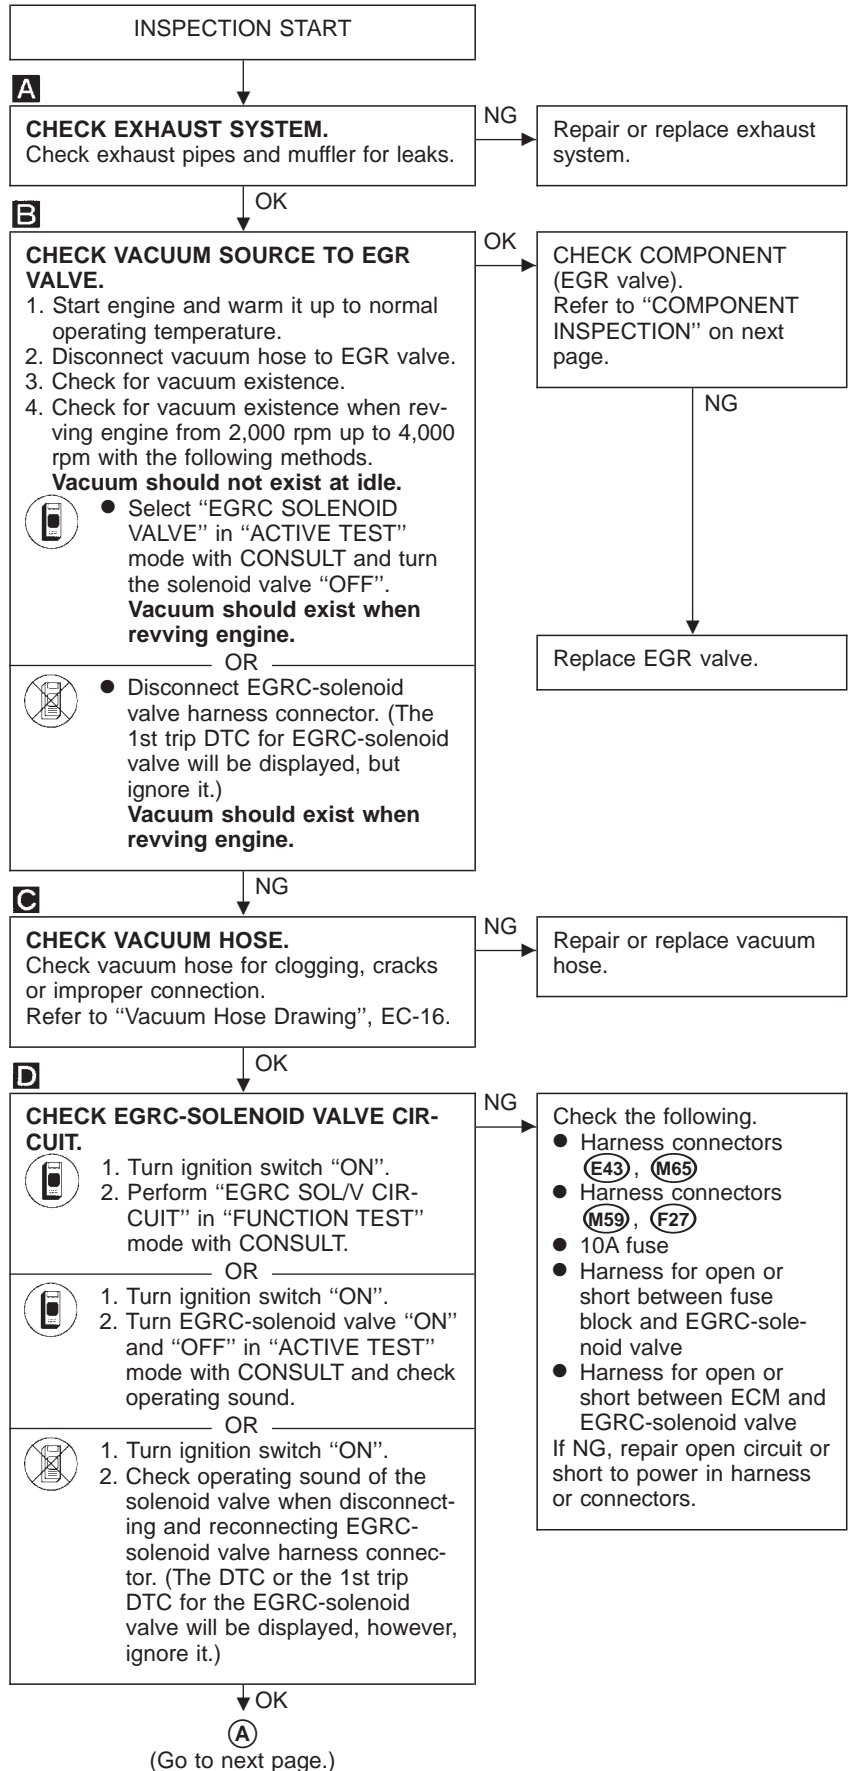 INSPECTION START
A
CHECK EXHAUST SYSTEM.
Check exhaust pipes and muffler for leaks.
NG
Repair or replace exhaust
system.
OK
B
CHECK VACUUM SOURCE TO EGR
VALVE.
1. Start engine and warm it up to normal
operating temperature.
2. Disconnect vacuum hose to EGR valve.
3. Check for vacuum existence.
4. Check for vacuum existence when rev-
ving engine from 2,000 rpm up to 4,000
rpm with the following methods.
Vacuum should not exist at idle.
● Select ‘‘EGRC SOLENOID
VALVE’’ in ‘‘ACTIVE TEST’’
mode with CONSULT and turn
the solenoid valve ‘‘OFF’’.
Vacuum should exist when
revving engine.
OR
● Disconnect EGRC-solenoid
valve harness connector. (The
1st trip DTC for EGRC-solenoid
valve will be displayed, but
ignore it.)
Vacuum should exist when
revving engine.
OK
CHECK COMPONENT
(EGR valve).
Refer to ‘‘COMPONENT
INSPECTION’’ on next
page.
NG
Replace EGR valve.
NG
C
CHECK VACUUM HOSE.
Check vacuum hose for clogging, cracks
or improper connection.
Refer to ‘‘Vacuum Hose Drawing’’, EC-16.
NG
Repair or replace vacuum
hose.
OK
D
CHECK EGRC-SOLENOID VALVE CIR-
CUIT.
1. Turn ignition switch ‘‘ON’’.
2. Perform ‘‘EGRC SOL/V CIR-
CUIT’’ in ‘‘FUNCTION TEST’’
mode with CONSULT.
OR
1. Turn ignition switch ‘‘ON’’.
2. Turn EGRC-solenoid valve ‘‘ON’’
and ‘‘OFF’’ in ‘‘ACTIVE TEST’’
mode with CONSULT and check
operating sound.
OR
1. Turn ignition switch ‘‘ON’’.
2. Check operating sound of the
solenoid valve when disconnect-
ing and reconnecting EGRC-
solenoid valve harness connec-
tor. (The DTC or the 1st trip
DTC for the EGRC-solenoid
valve will be displayed, however,
ignore it.)
NG
Check the following.
● Harness connectors
E43, M65
● Harness connectors
M59, F27
● 10A fuse
● Harness for open or
short between fuse
block and EGRC-sole-
noid valve
● Harness for open or
short between ECM and
EGRC-solenoid valve
If NG, repair open circuit or
short to power in harness
or connectors.
OK
A
(Go to next page.)